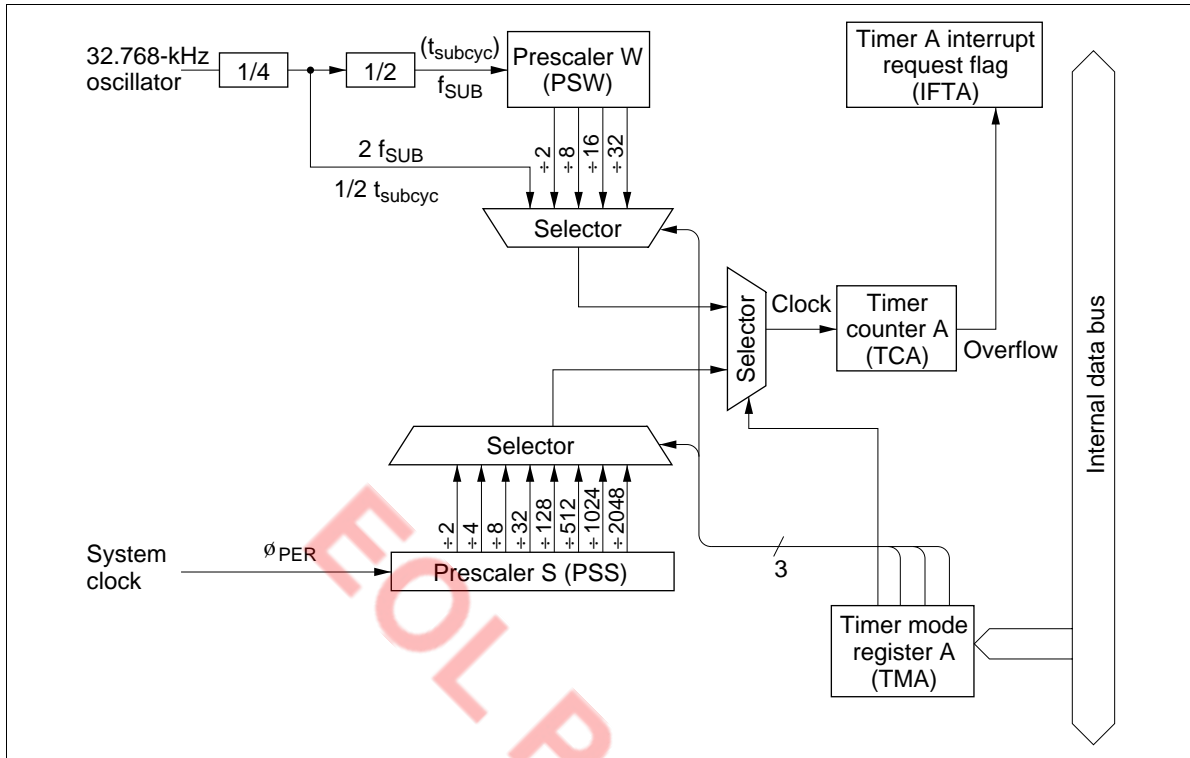 32.768-kHz
oscillator
1/4
1/2
(tsubcyc)
fSUB
Prescaler W
(PSW)
Timer A interrupt
request flag
(IFTA)
2 fSUB
1/2 tsubcyc
÷2
÷8
÷16
÷32
Selector
Selector
Clock
Timer
counter A
(TCA)
Overflow
Internal data bus
Selector
÷2
÷4
÷8
÷32
÷128
÷512
÷1024
÷2048
System
clock
øPER
Prescaler S (PSS)
3
Timer mode
register A
(TMA)
EOL P